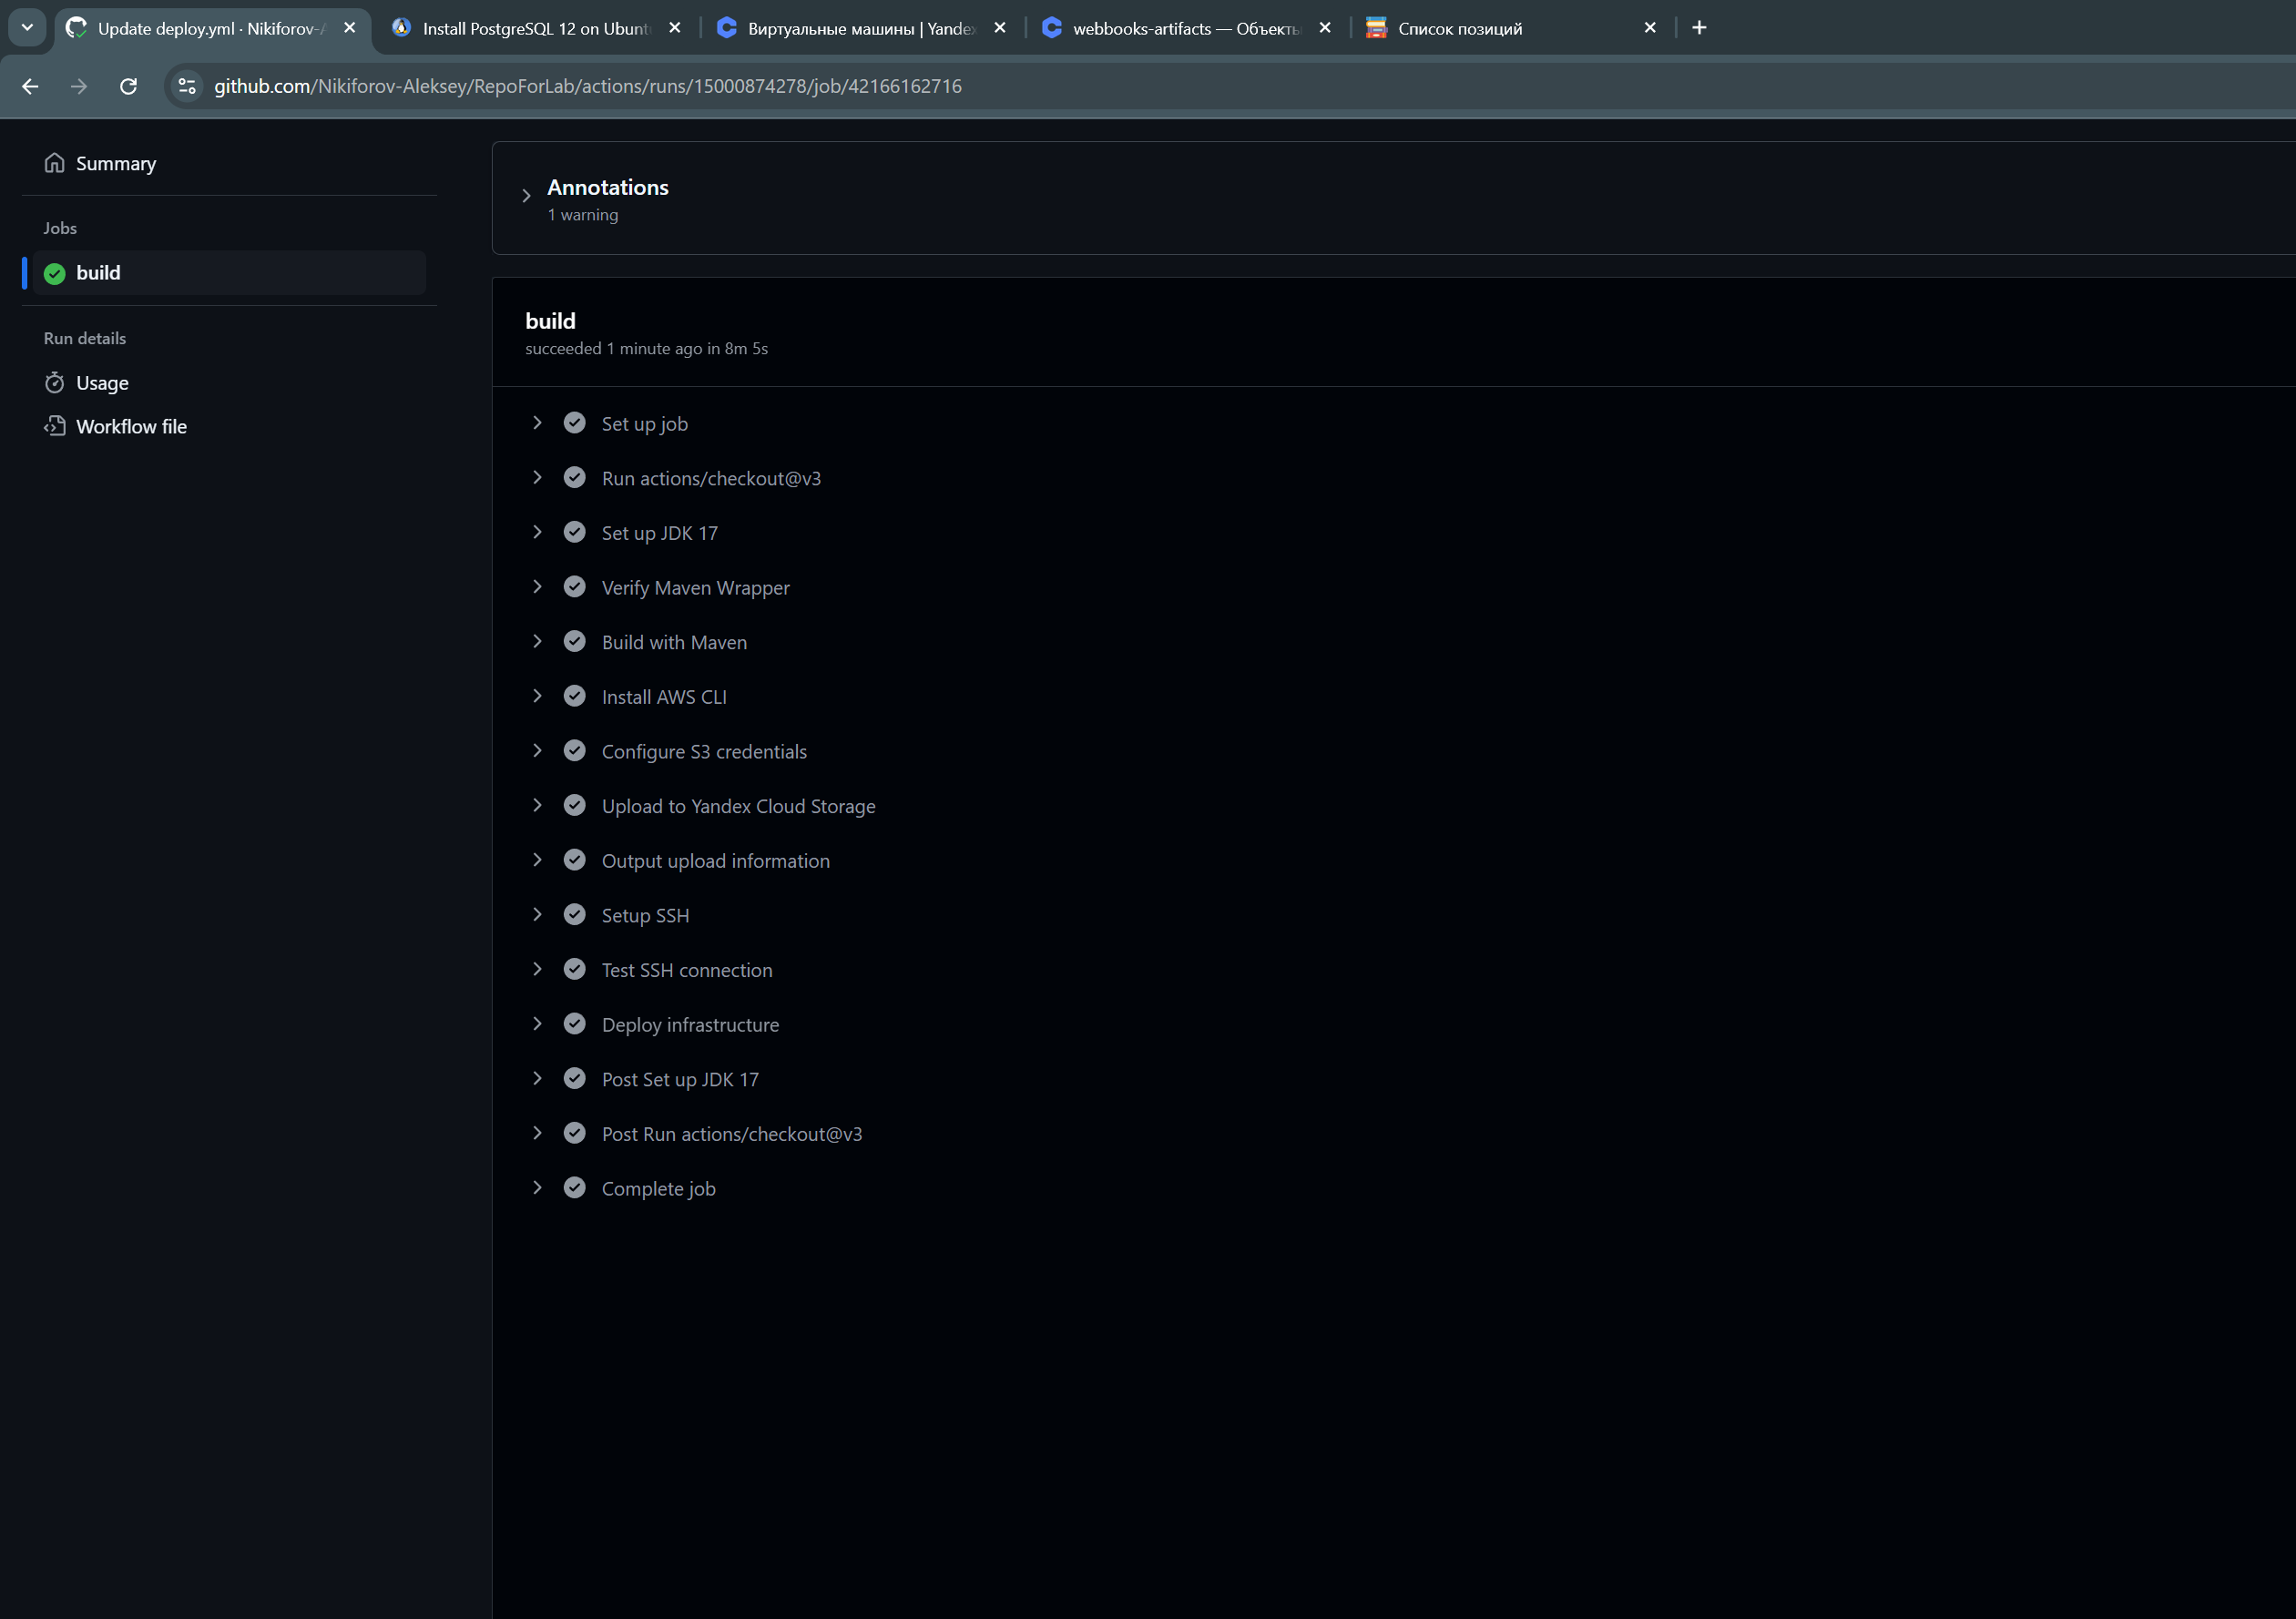 Update deploy.yml · Nikiforov-A
Install PostgreSQL 12 on Ubuntu
Виртуальные машины | Yandex
webbooks-artifacts — Объекты
Список позиций
github.com/Nikiforov-Aleksey/RepoForLab/actions/runs/15000874278/job/42166162716
Summary
Jobs
build
Run details
Usage
Workflow file
Annotations
1 warning
build
succeeded 1 minute ago in 8m 5s
Set up job
Run actions/checkout@v3
Set up JDK 17
Verify Maven Wrapper
Build with Maven
Install AWS CLI
Configure S3 credentials
Upload to Yandex Cloud Storage
Output upload information
Setup SSH
Test SSH connection
Deploy infrastructure
Post Set up JDK 17
Post Run actions/checkout@v3
Complete job